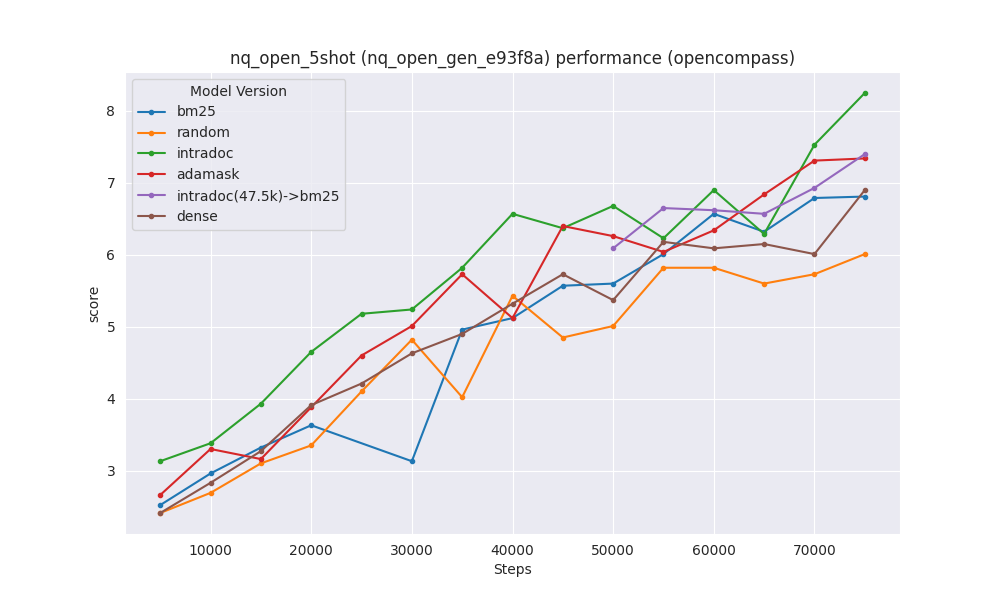 nq_open_5shot (nq_open_gen_e93f8a) performance (opencompass)
Model Version
bm25
random
intradoc
adamask
intradoc(47.5k)->bm25
dense
score
8
7
6
5
4
3
10000 20000 30000 40000 50000 60000 70000
Steps